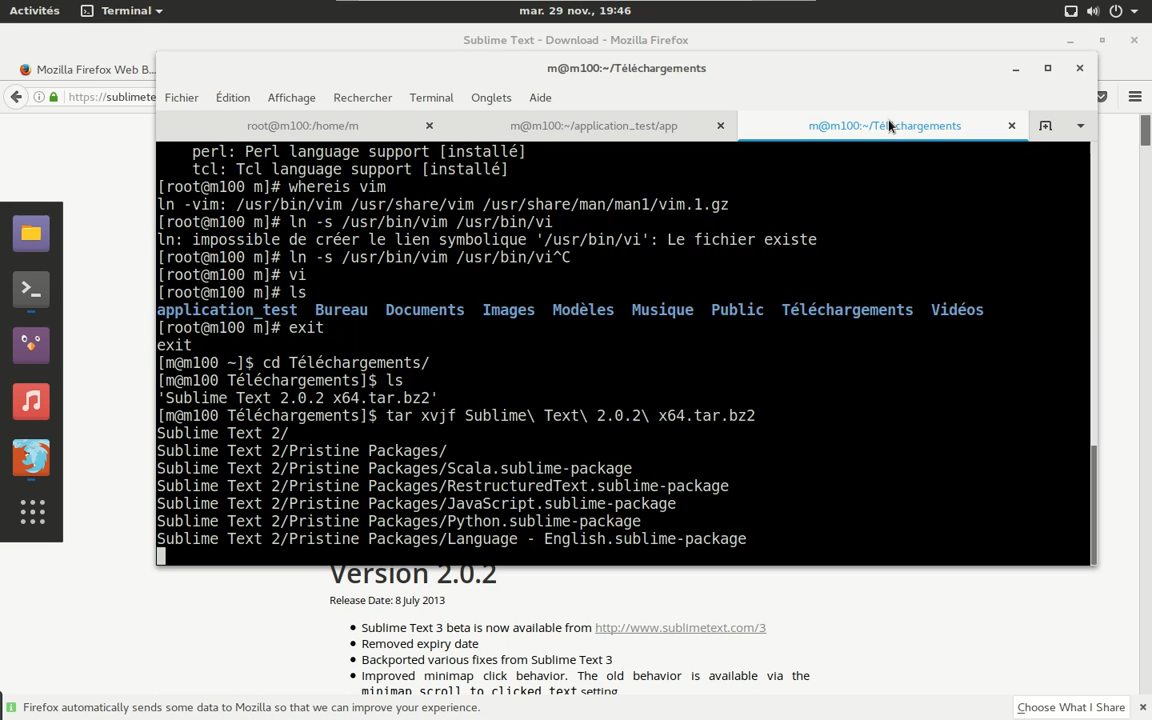 Activités Terminal mar. 29 nov., 19:46
Sublime Text - Download - Mozilla Firefox
Mozilla Firefox Web B...
https://sublimete
m@m100:~/Téléchargements
Fichier Édition Affichage Rechercher Terminal Onglets Aide
root@m100:/home/m m@m100:~/application_test/app m@m100:~/Téléchargements
perl: Perl language support [installé]
tcl: Tcl language support [installé]
[root@m100 m]# whereis vim
ln -vim: /usr/bin/vim /usr/share/vim /usr/share/man/man1/vim.1.gz
[root@m100 m]# ln -s /usr/bin/vim /usr/bin/vi
ln: impossible de créer le lien symbolique '/usr/bin/vi': Le fichier existe
[root@m100 m]# ln -s /usr/bin/vim /usr/bin/vi^C
[root@m100 m]# vi
[root@m100 m]# ls
application_test Bureau Documents Images Modèles Musique Public Téléchargements Vidéos
[root@m100 m]# exit
exit
[m@m100 ~]$ cd Téléchargements/
[m@m100 Téléchargements]$ ls
'Sublime Text 2.0.2 x64.tar.bz2'
[m@m100 Téléchargements]$ tar xvjf Sublime\ Text\ 2.0.2\ x64.tar.bz2
Sublime Text 2/
Sublime Text 2/Pristine Packages/
Sublime Text 2/Pristine Packages/Scala.sublime-package
Sublime Text 2/Pristine Packages/RestructuredText.sublime-package
Sublime Text 2/Pristine Packages/JavaScript.sublime-package
Sublime Text 2/Pristine Packages/Python.sublime-package
Sublime Text 2/Pristine Packages/Language - English.sublime-package
Version 2.0.2
Release Date: 8 July 2013
Sublime Text 3 beta is now available from http://www.sublimetext.com/3
Removed expiry date
Backported various fixes from Sublime Text 3
Improved minimap click behavior. The old behavior is available via the
minimap_scroll_to_clicked_text setting
Firefox automatically sends some data to Mozilla so that we can improve your experience. Choose What I Share